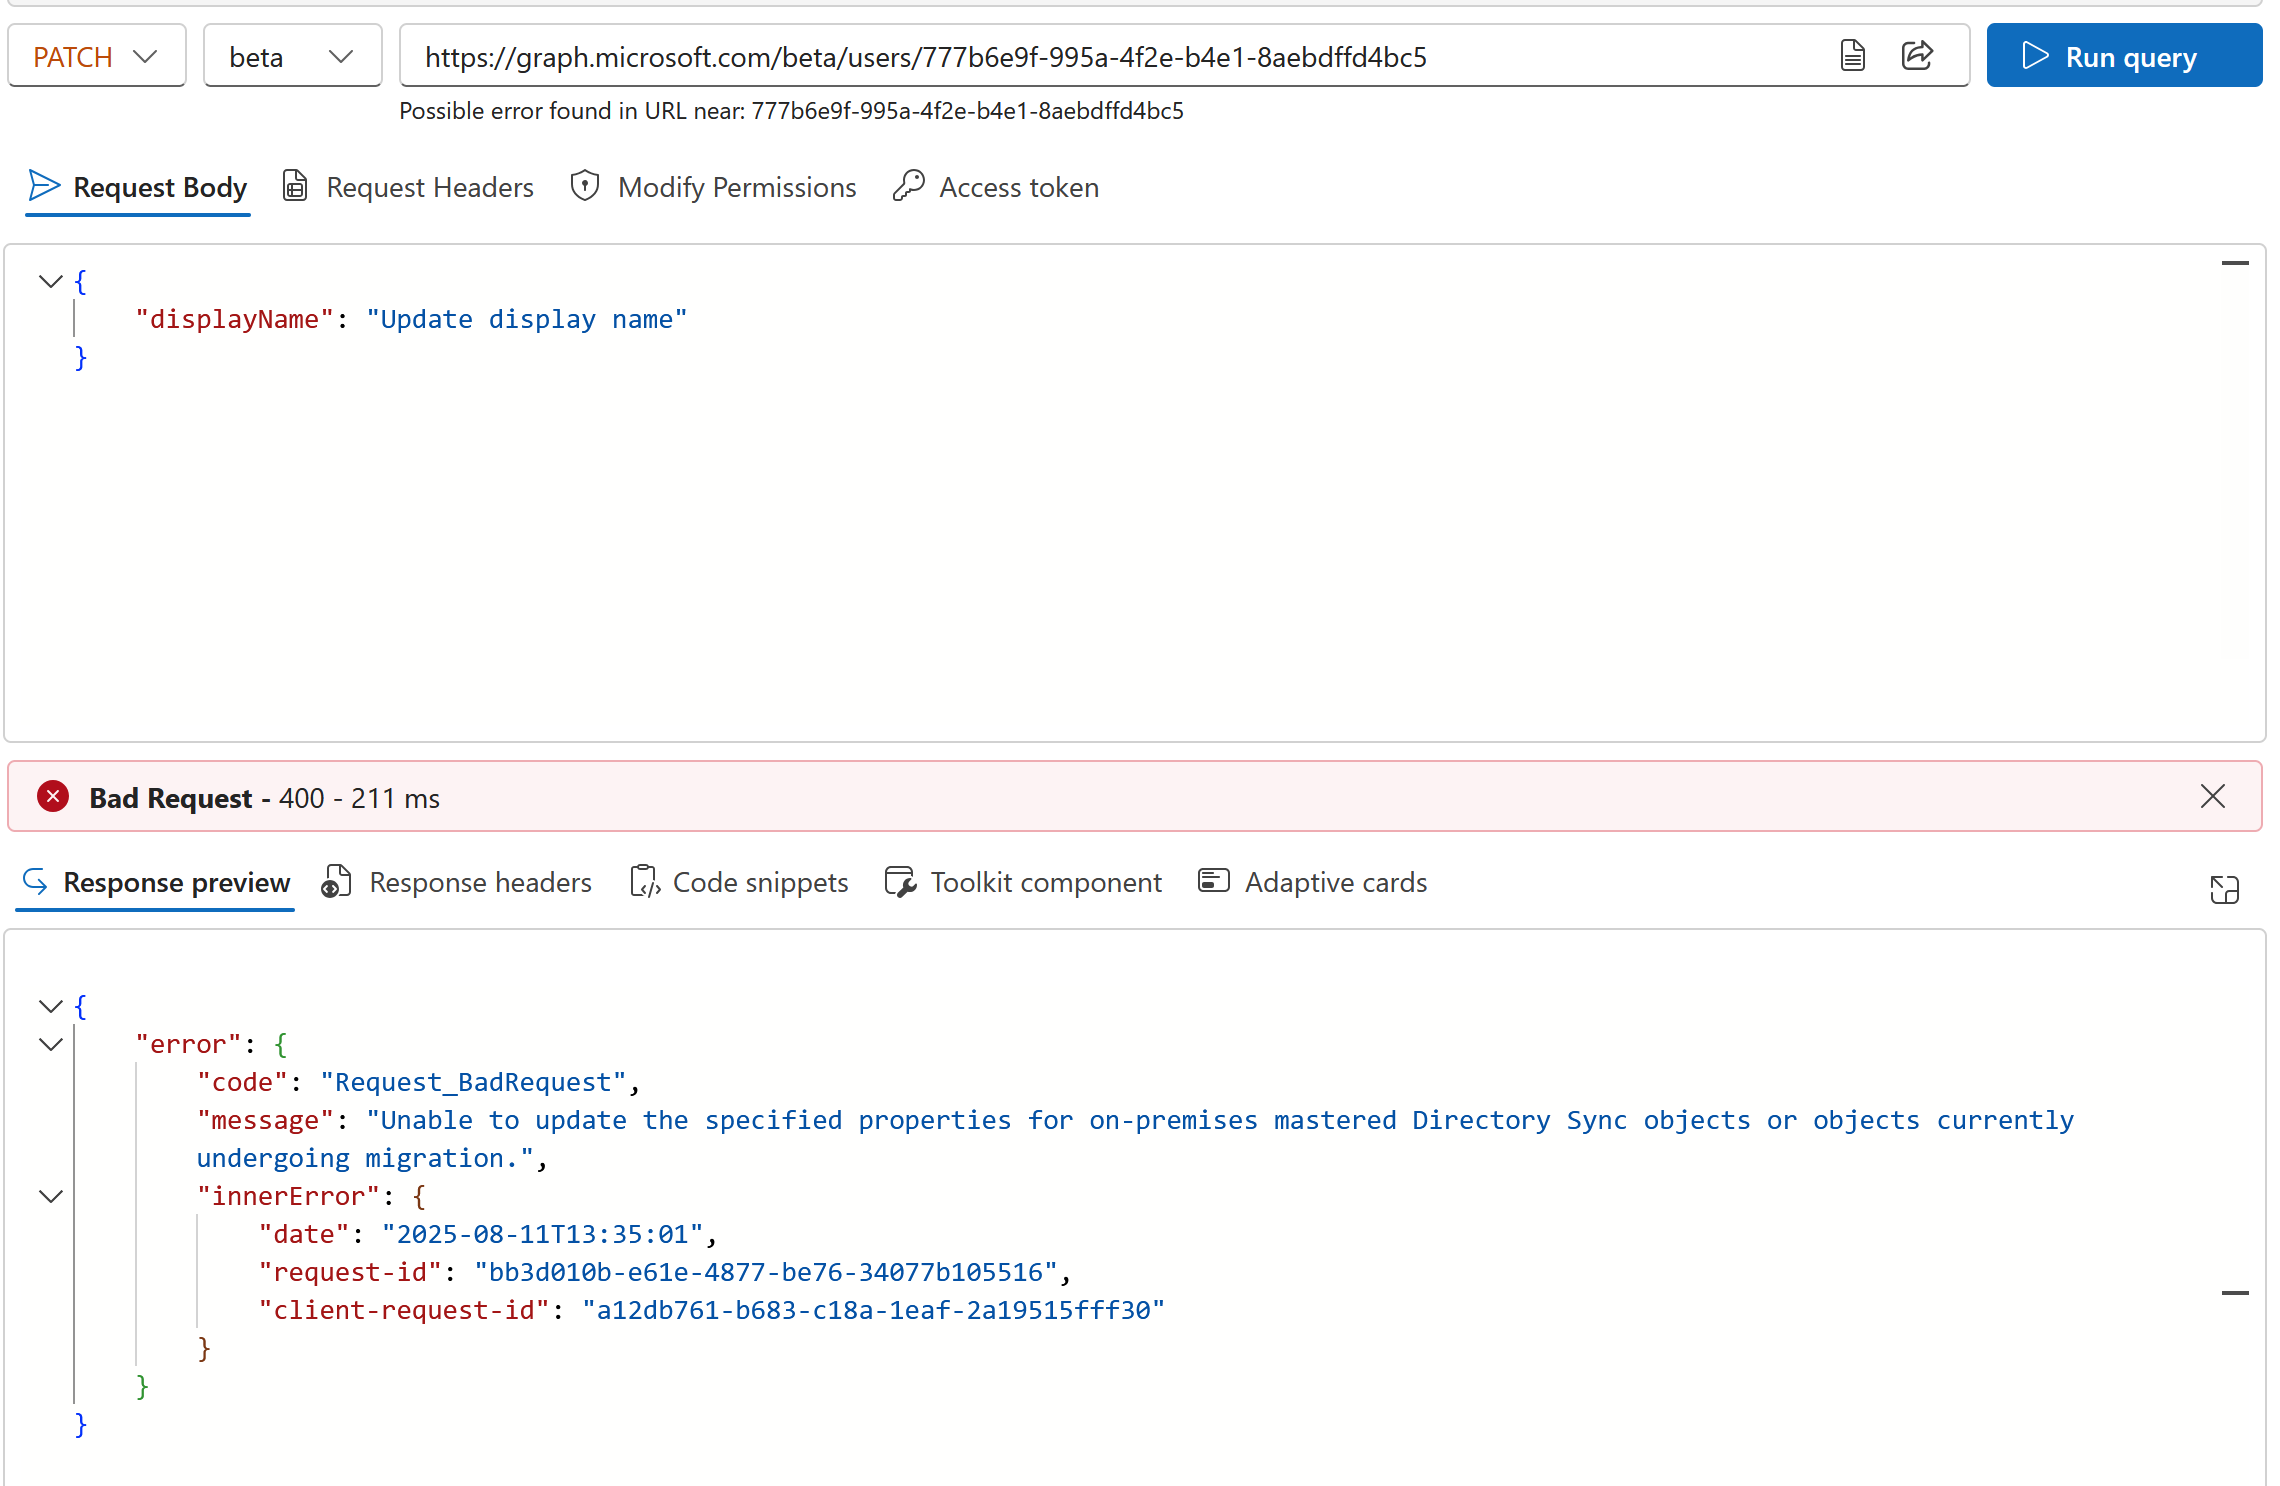 PATCH
beta
https://graph.microsoft.com/beta/users/777b6e9f-995a-4f2e-b4e1-8aebdffd4bc5
Run query
Possible error found in URL near: 777b6e9f-995a-4f2e-b4e1-8aebdffd4bc5
Request Body
Request Headers
Modify Permissions
Access token
{
"displayName": "Update display name"
}
Bad Request - 400 - 211 ms
Response preview
Response headers
Code snippets
Toolkit component
Adaptive cards
{
"error": {
"code": "Request_BadRequest",
"message": "Unable to update the specified properties for on-premises mastered Directory Sync objects or objects currently
undergoing migration.",
"innerError": {
"date": "2025-08-11T13:35:01",
"request-id": "bb3d010b-e61e-4877-be76-34077b105516",
"client-request-id": "a12db761-b683-c18a-1eaf-2a19515fff30"
}
}
}